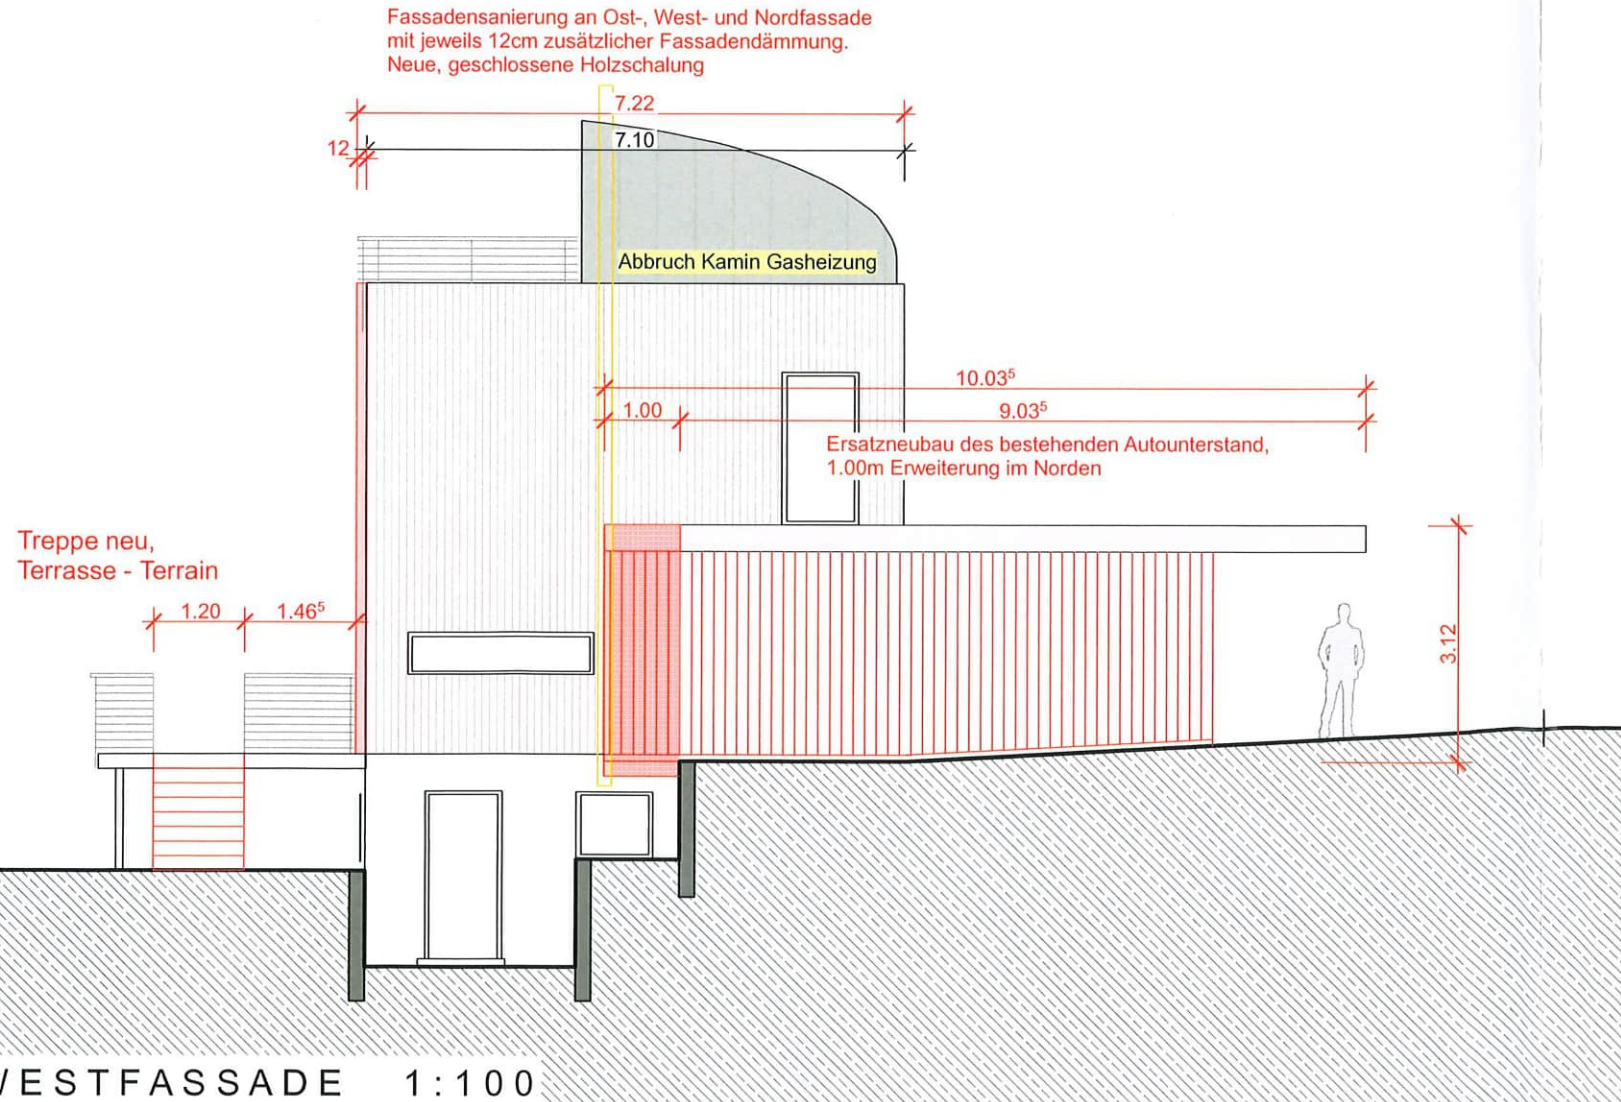 Fassadensanierung an Ost-, West- und Nordfassade
mit jeweils 12cm zusätzlicher Fassadendämmung.
Neue, geschlossene Holzschalung
7.22
7.10
12
Abbruch Kamin Gasheizung
10.03⁵
1.00
9.03⁵
Ersatzneubau des bestehenden Autounterstand,
1.00m Erweiterung im Norden
Treppe neu,
Terrasse - Terrain
1.20
1.46⁵
3.12
WESTFASSADE 1:100